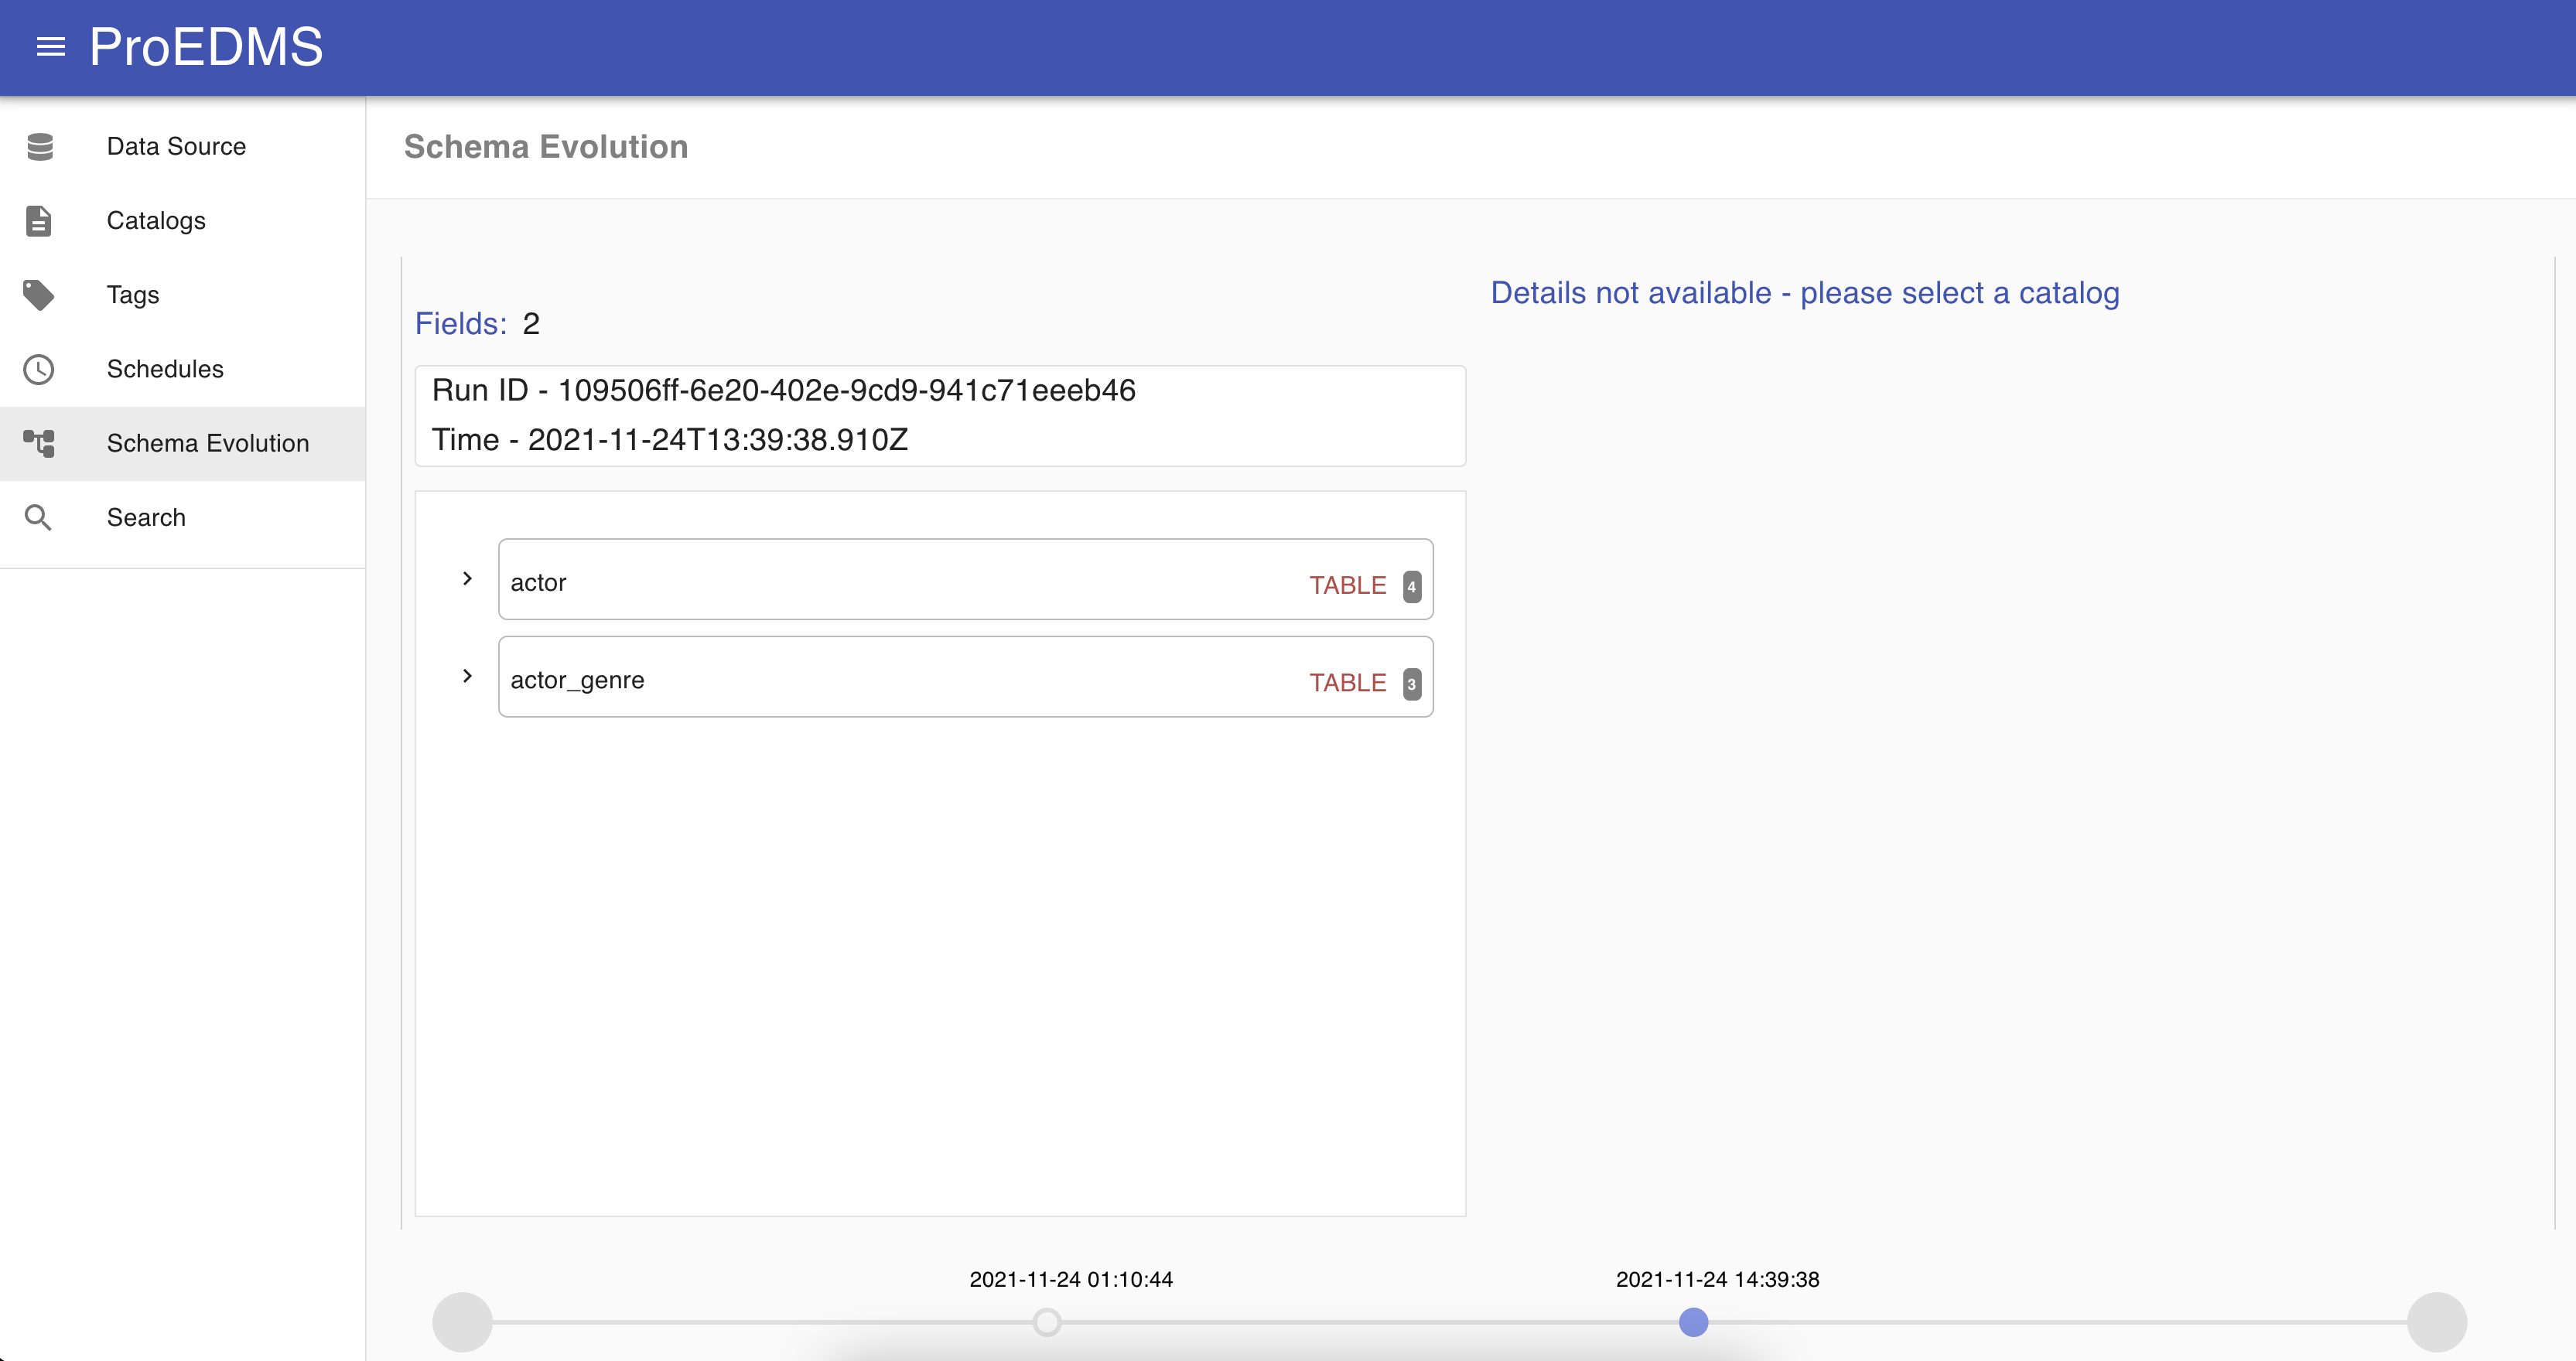 ProEDMS
Data Source
Catalogs
Tags
Schedules
Schema Evolution
Search
Schema Evolution
Fields: 2
Run ID - 109506ff-6e20-402e-9cd9-941c71eeeb46
Time - 2021-11-24T13:39:38.910Z
actor TABLE 4
actor_genre TABLE 3
Details not available - please select a catalog
2021-11-24 01:10:44 2021-11-24 14:39:38